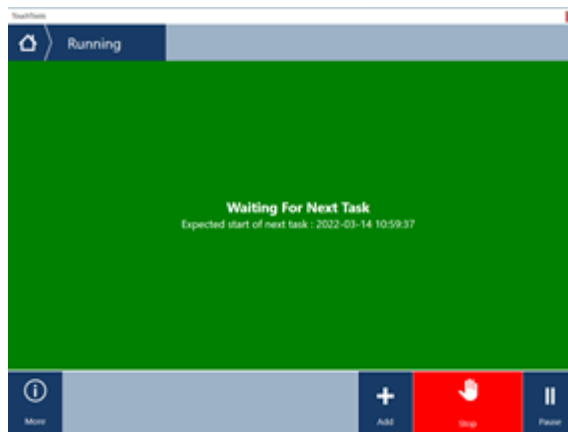 TouchTools
Running
Waiting For Next Task
Expected start of next task : 2022-03-14 10:59:37
More
Add
Stop
Pause